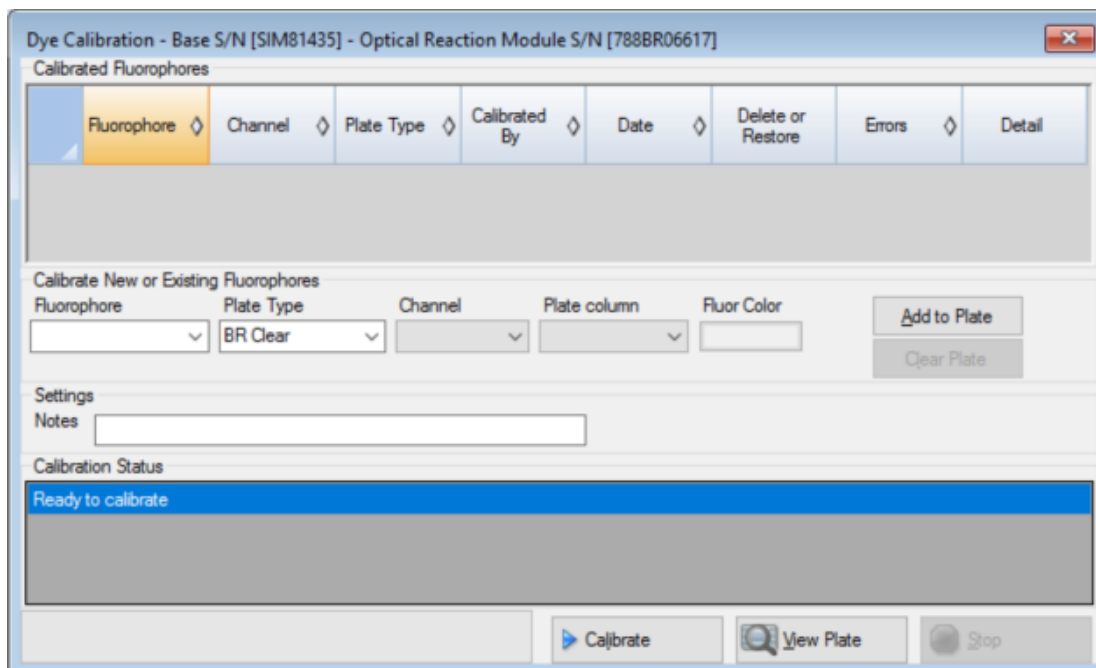 Dye Calibration - Base S/N [SIM81435] - Optical Reaction Module S/N [788BR06617]
Calibrated Fluorophores
Fluorophore Channel Plate Type Calibrated By Date Delete or Restore Errors Detail
Calibrate New or Existing Fluorophores
Fluorophore Plate Type Channel Plate column Fluor Color
BR Clear
Add to Plate
Clear Plate
Settings
Notes
Calibration Status
Ready to calibrate
Calibrate View Plate Stop